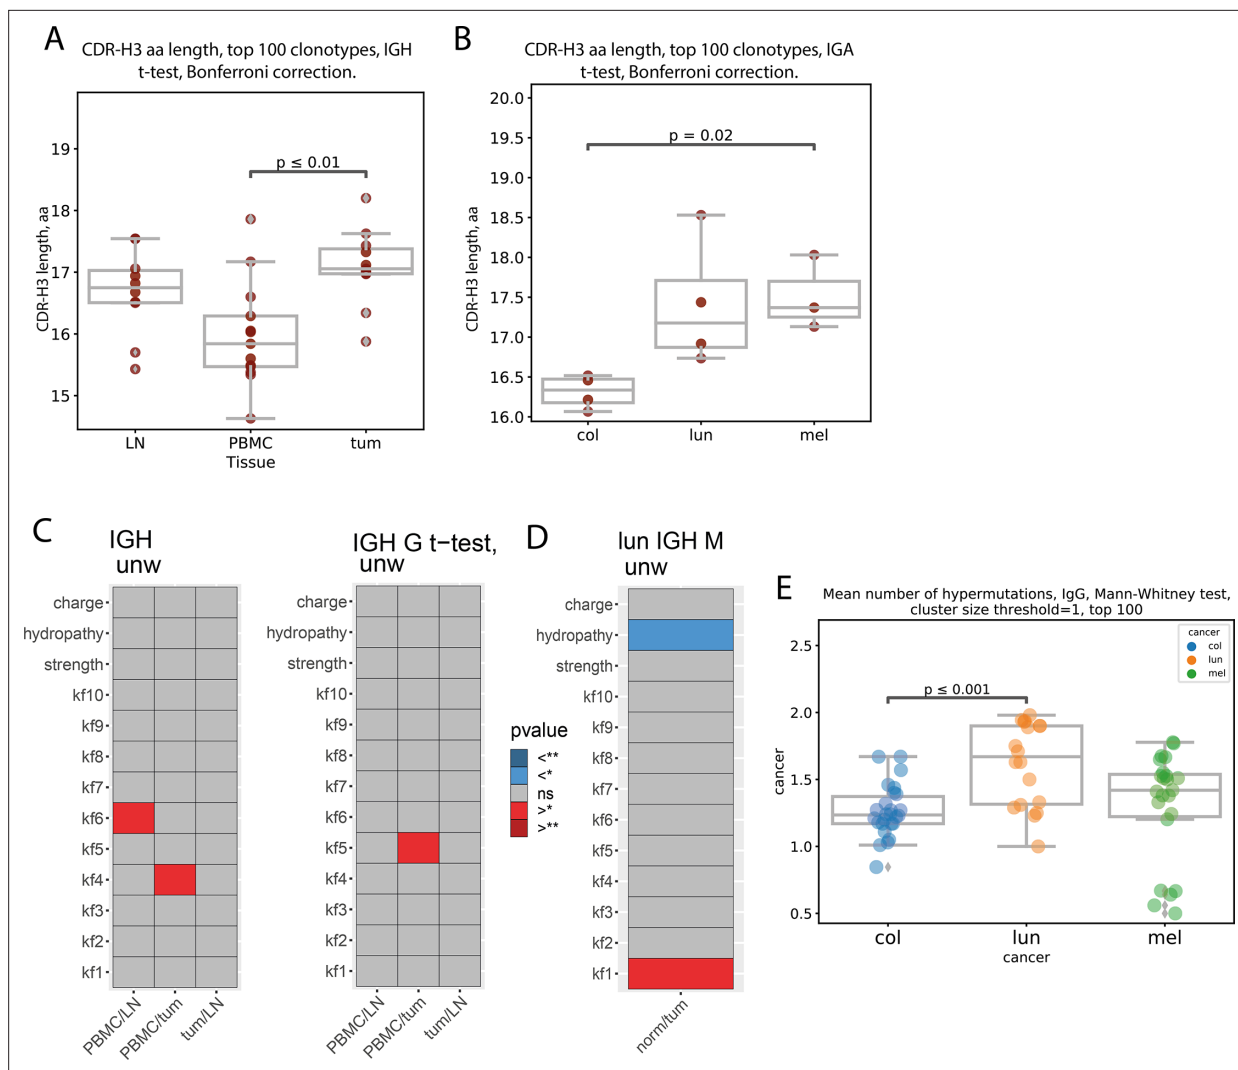 A
CDR-H3 aa length, top 100 clonotypes, IGH
t-test, Bonferroni correction.
CDR-H3 length, aa
19
18
17
16
15
p ≤ 0.01
LN
PBMC
tum
Tissue
B
CDR-H3 aa length, top 100 clonotypes, IGA
t-test, Bonferroni correction.
CDR-H3 length, aa
20.0
19.5
19.0
18.5
18.0
17.5
17.0
16.5
16.0
p = 0.02
col
lun
mel
C
IGH
unw
charge
hydropathy
strength
kf10
kf9
kf8
kf7
kf6
kf5
kf4
kf3
kf2
kf1
PBMC/LN
PBMC/tum
tum/LN
IGH G t−test,
unw
charge
hydropathy
strength
kf10
kf9
kf8
kf7
kf6
kf5
kf4
kf3
kf2
kf1
PBMC/LN
PBMC/tum
tum/LN
pvalue
<**
<*
ns
>*
>**
D
lun IGH M
unw
charge
hydropathy
strength
kf10
kf9
kf8
kf7
kf6
kf5
kf4
kf3
kf2
kf1
norm/tum
E
Mean number of hypermutations, IgG, Mann-Whitney test,
cluster size threshold=1, top 100
cancer
2.5
2.0
1.5
1.0
0.5
p ≤ 0.001
cancer
col
lun
mel
col
lun
mel
cancer